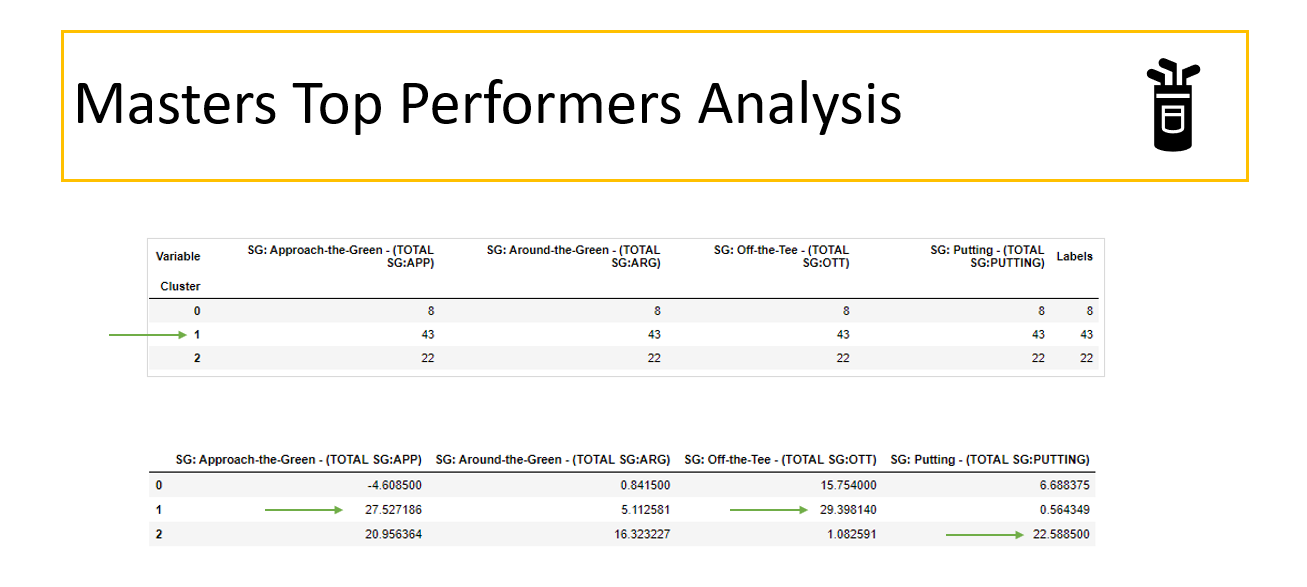 Masters Top Performers Analysis
Variable SG: Approach-the-Green - (TOTAL SG:APP) SG: Around-the-Green - (TOTAL SG:ARG) SG: Off-the-Tee - (TOTAL SG:OTT) SG: Putting - (TOTAL SG:PUTTING) Labels
Cluster
0 8 8 8 8 8
1 43 43 43 43 43
2 22 22 22 22 22
SG: Approach-the-Green - (TOTAL SG:APP) SG: Around-the-Green - (TOTAL SG:ARG) SG: Off-the-Tee - (TOTAL SG:OTT) SG: Putting - (TOTAL SG:PUTTING)
0 -4.608500 0.841500 15.754000 6.688375
1 27.527186 5.112581 29.398140 0.564349
2 20.956364 16.323227 1.082591 22.588500